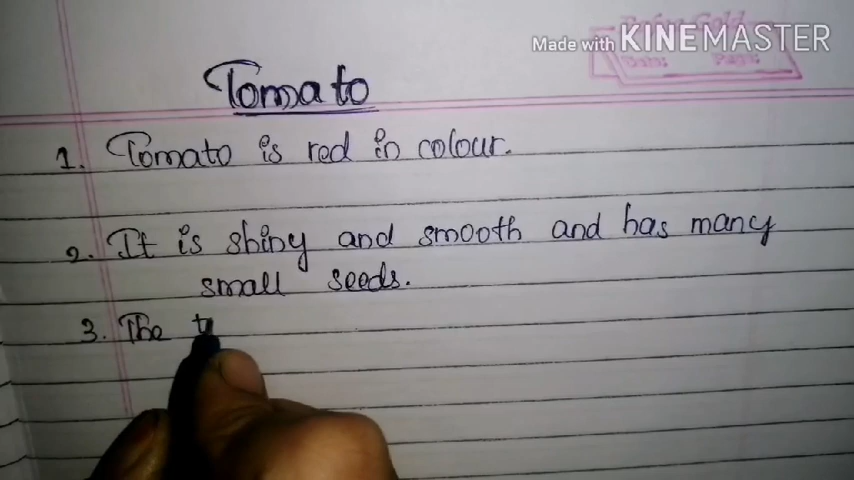 Made with KINEMASTER
Tomato
1. Tomato is red in colour.
2. It is shiny and smooth and has many
small seeds.
3. The t